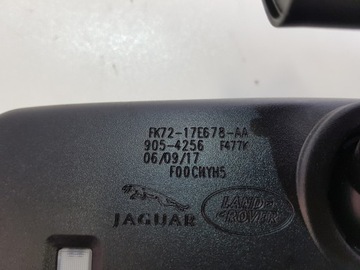 FK72-17E678-AA
905-4256 F477K
06/09/17
F00CNYH5
JAGUAR
LAND-
ROVER